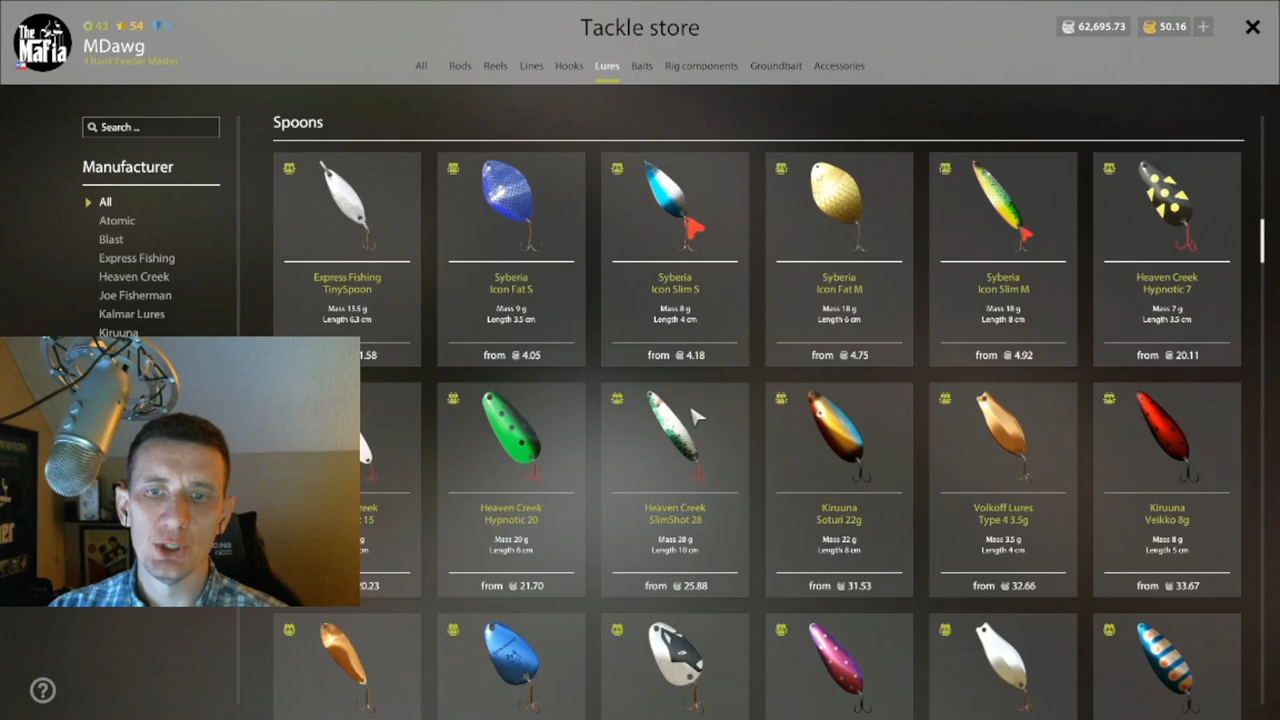 The
Mafia
43 54
MDawg
4 Bank Feeder Master
Tackle store
62,695.73 50.16 +
All Rods Reels Lines Hooks Lures Baits Rig components Groundbait Accessories
Search ...
Manufacturer
All
Atomic
Blast
Express Fishing
Heaven Creek
Joe Fisherman
Kalmar Lures
Kiruuna
Spoons
Express Fishing
TinySpoon
Mass 13.5 g
Length 6.3 cm
1.58
Syberia
Icon Fat S
Mass 9 g
Length 3.5 cm
from 4.05
Syberia
Icon Slim S
Mass 8 g
Length 4 cm
from 4.18
Syberia
Icon Fat M
Mass 18 g
Length 6 cm
from 4.75
Syberia
Icon Slim M
Mass 18 g
Length 8 cm
from 4.92
Heaven Creek
Hypnotic 7
Mass 7 g
Length 3.5 cm
from 20.11
reek
15
20.23
Heaven Creek
Hypnotic 20
Mass 20 g
Length 6 cm
from 21.70
Heaven Creek
SlimShot 28
Mass 28 g
Length 10 cm
from 25.88
Kiruuna
Soturi 22g
Mass 22 g
Length 8 cm
from 31.53
Volkoff Lures
Type 4 3.5g
Mass 3.5 g
Length 4 cm
from 32.66
Kiruuna
Veikko 8g
Mass 8 g
Length 5 cm
from 33.67
?